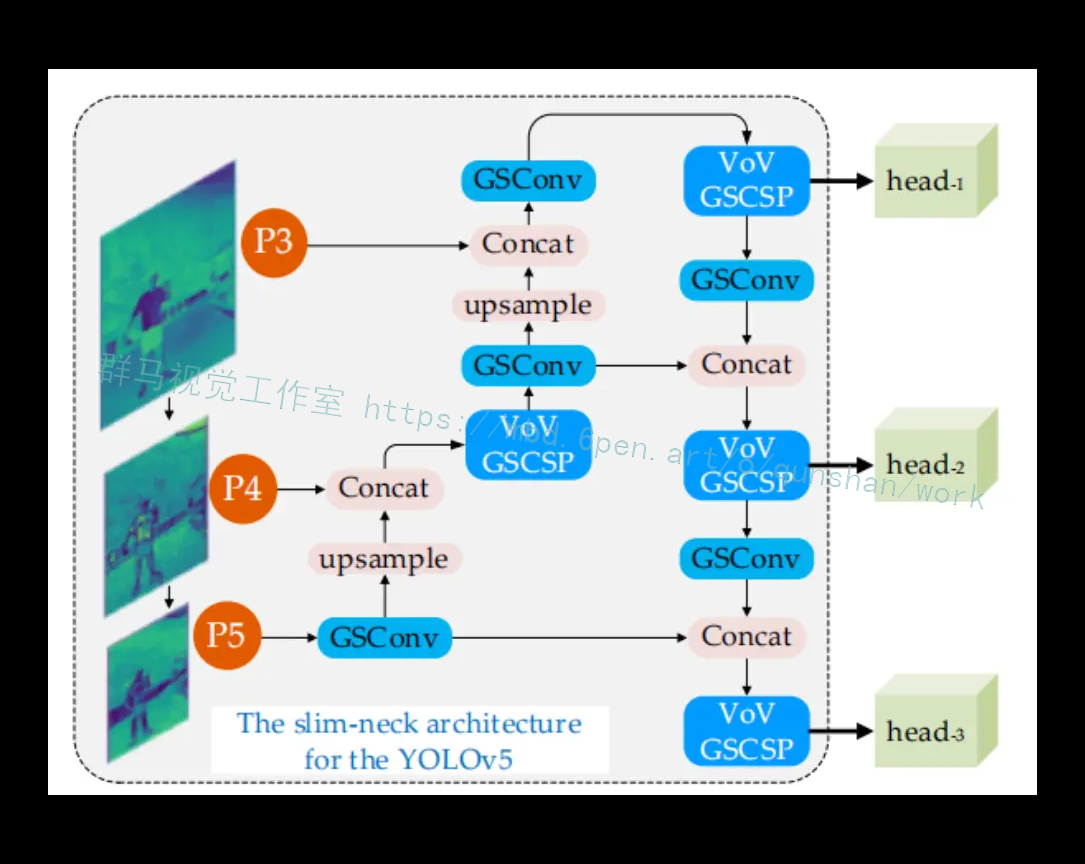 GSConv
VoV
GSCSP
head-1
P3
Concat
upsample
GSConv
GSConv
Concat
群马视觉工作室 https://mbd.6pen.art/o/qunshan/work
VoV
GSCSP
VoV
GSCSP
head-2
P4
Concat
upsample
GSConv
P5
GSConv
Concat
The slim-neck architecture
for the YOLOv5
VoV
GSCSP
head-3